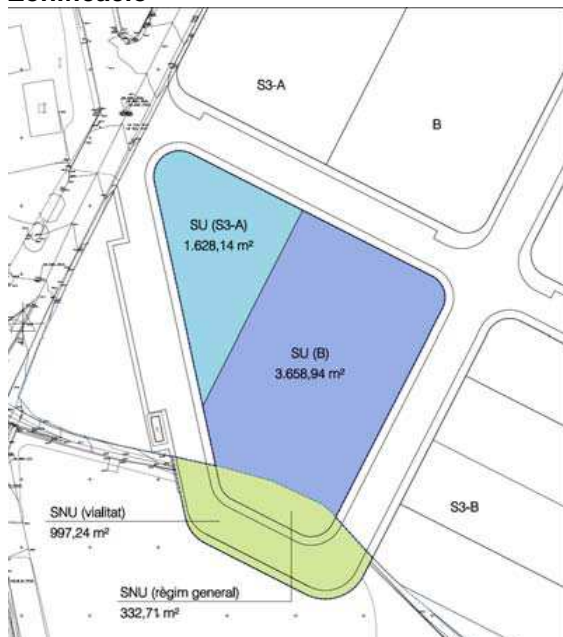 S3-A
B
SU (S3-A)
1.628,14 m²
SU (B)
3.658,94 m²
SNU (vialitat)
997,24 m²
S3-B
SNU (règim general)
332,71 m²